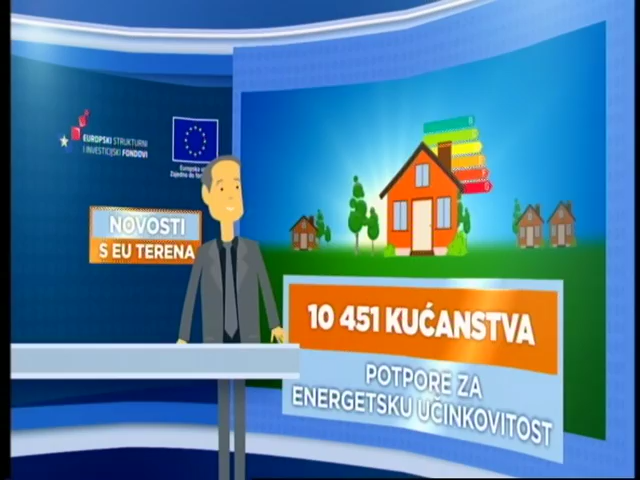 EUROPSKI STRUKTURNI
I INVESTICIJSKI FONDOVI
NOVOSTI
S EU TERENA
10 451 KUĆANSTVA
POTPORE ZA
ENERGETSKU UČINKOVITOST